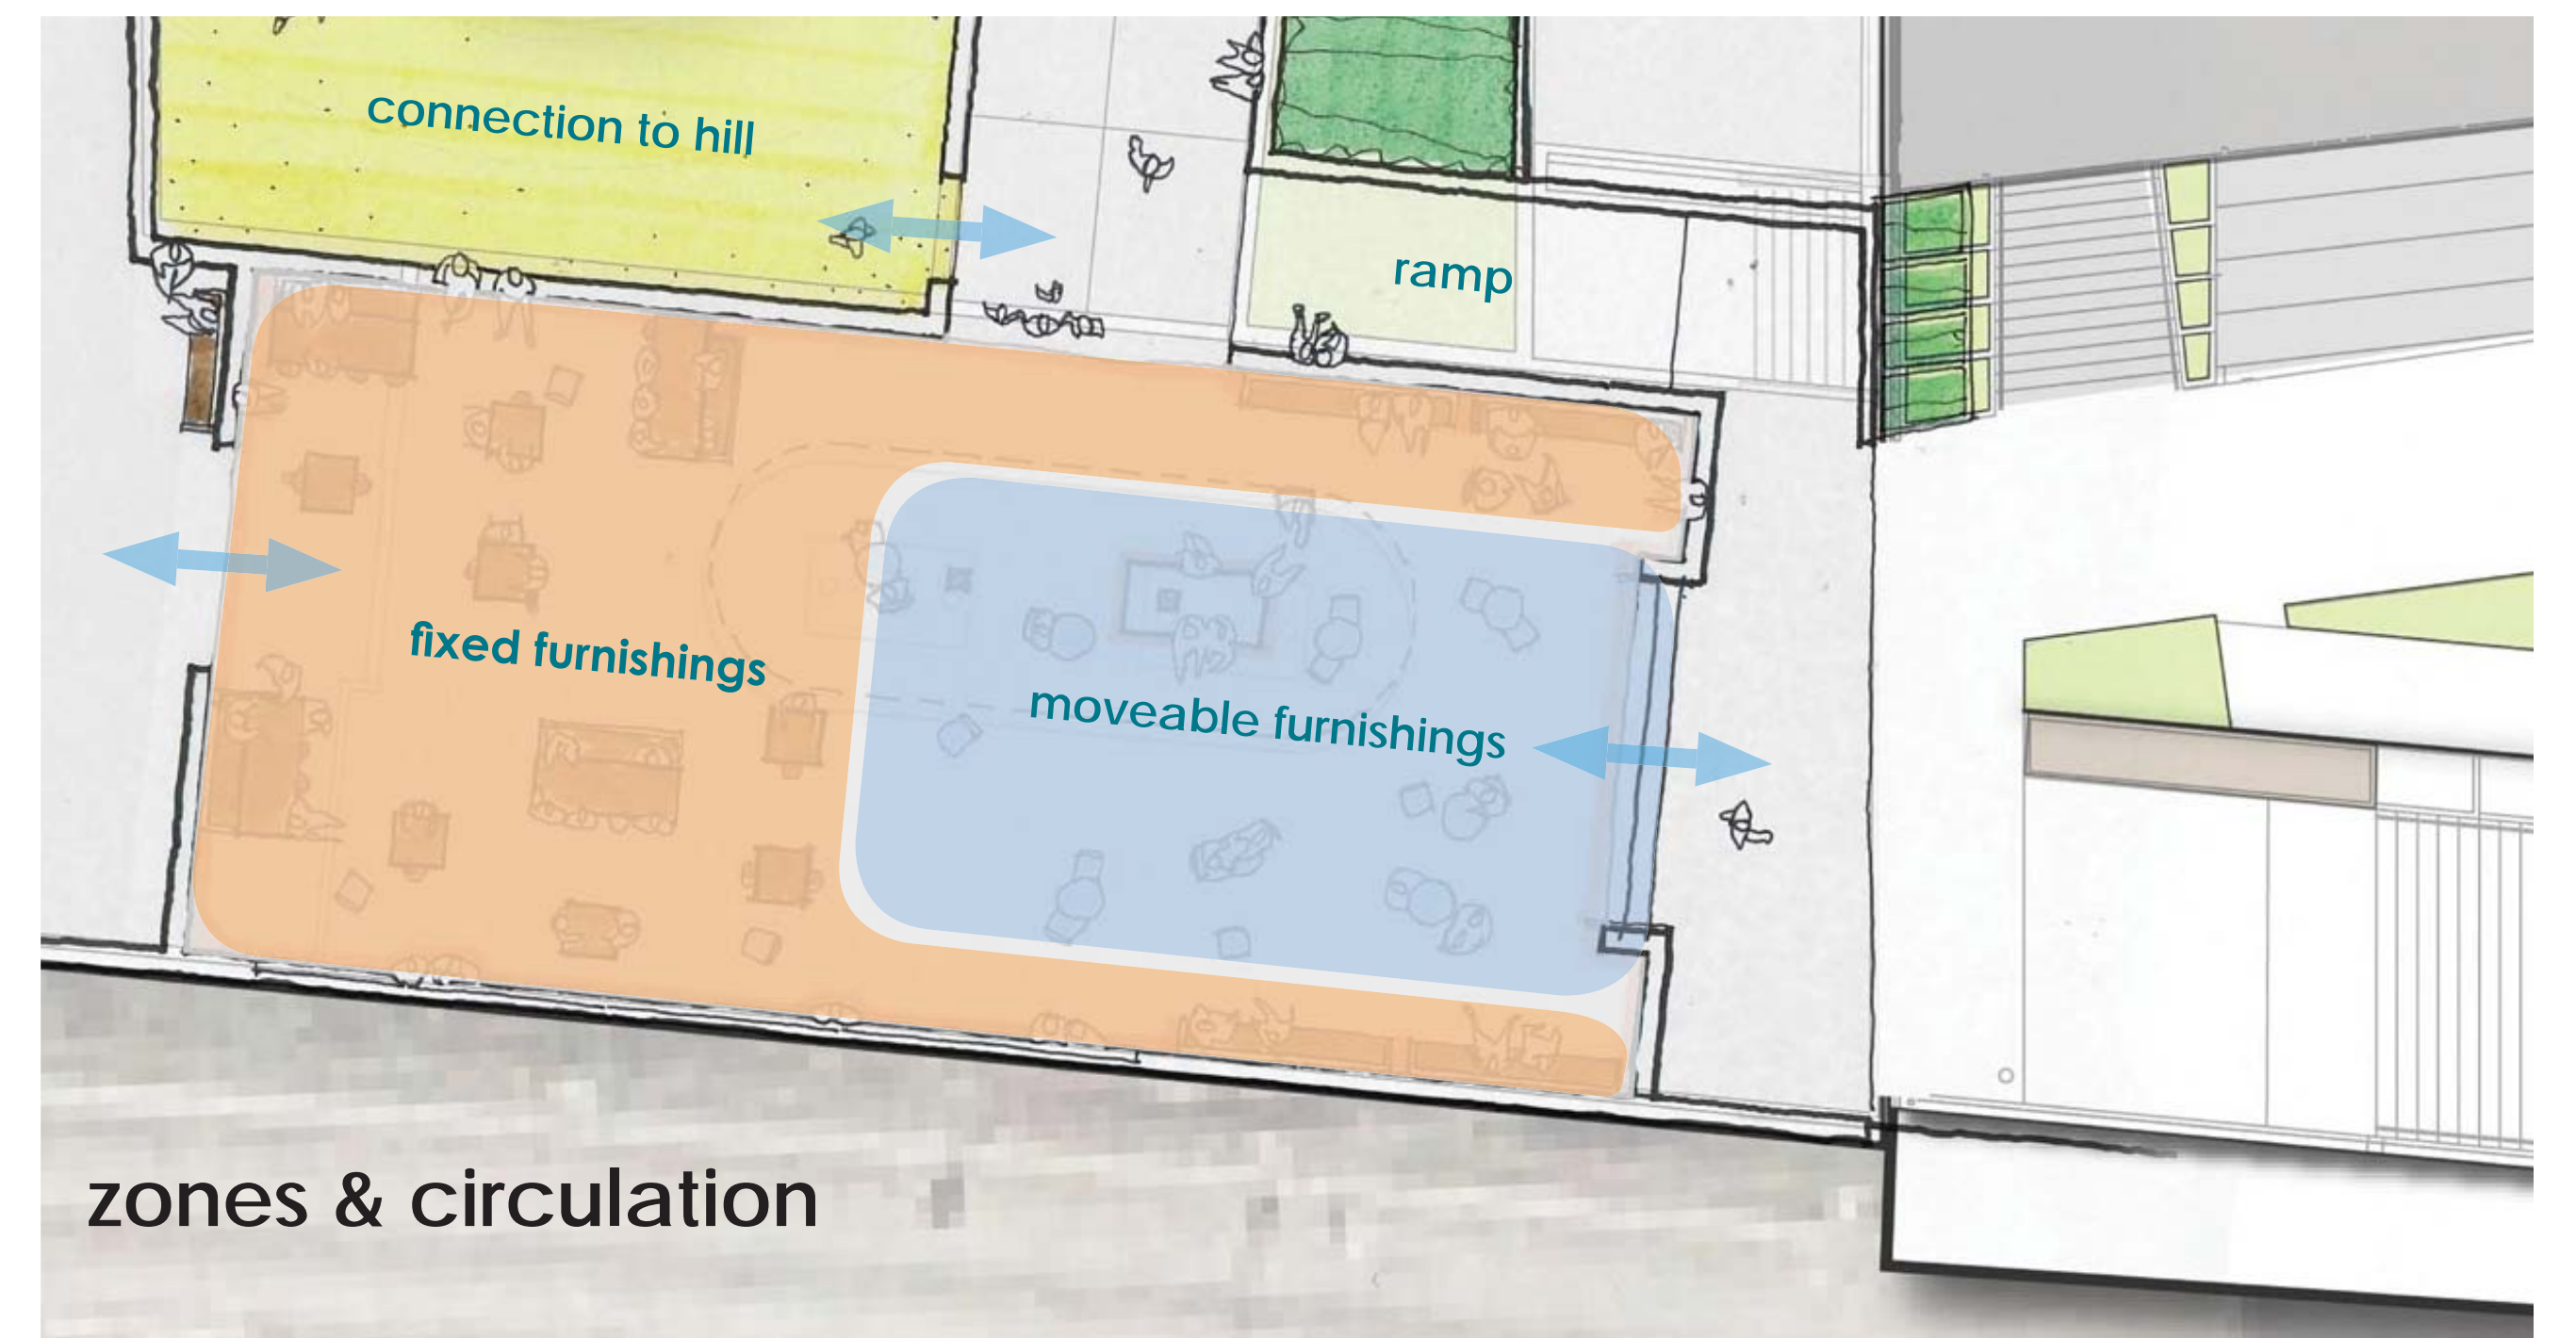 connection to hill
ramp
fixed furnishings
moveable furnishings
zones & circulation